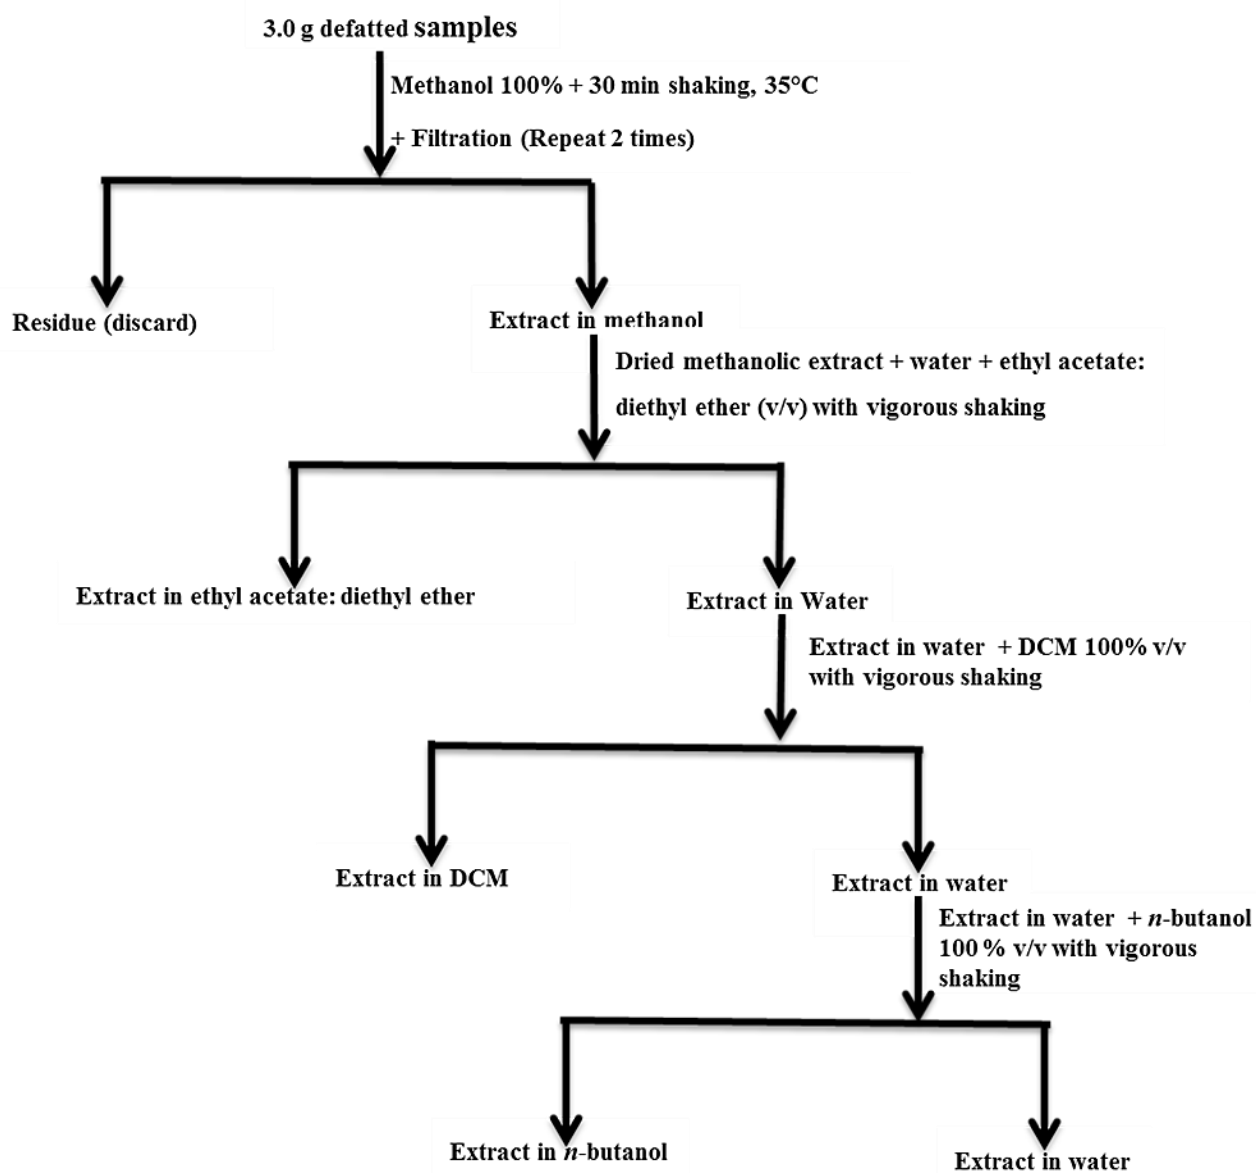 3.0 g defatted samples
Methanol 100% + 30 min shaking, 35°C
+ Filtration (Repeat 2 times)
Residue (discard)
Extract in methanol
Dried methanolic extract + water + ethyl acetate:
diethyl ether (v/v) with vigorous shaking
Extract in ethyl acetate: diethyl ether
Extract in Water
Extract in water + DCM 100% v/v
with vigorous shaking
Extract in DCM
Extract in water
Extract in water + n-butanol
100 % v/v with vigorous
shaking
Extract in n-butanol
Extract in water